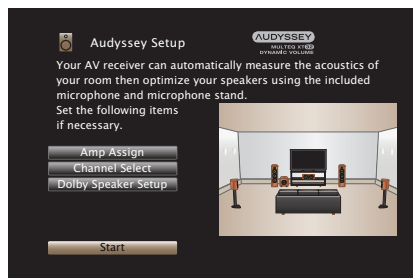 Audyssey Setup
AUDYSSEY
MULTEQ XT32
DYNAMIC VOLUME
Your AV receiver can automatically measure the acoustics of
your room then optimize your speakers using the included
microphone and microphone stand.
Set the following items
if necessary.
Amp Assign
Channel Select
Dolby Speaker Setup
Start